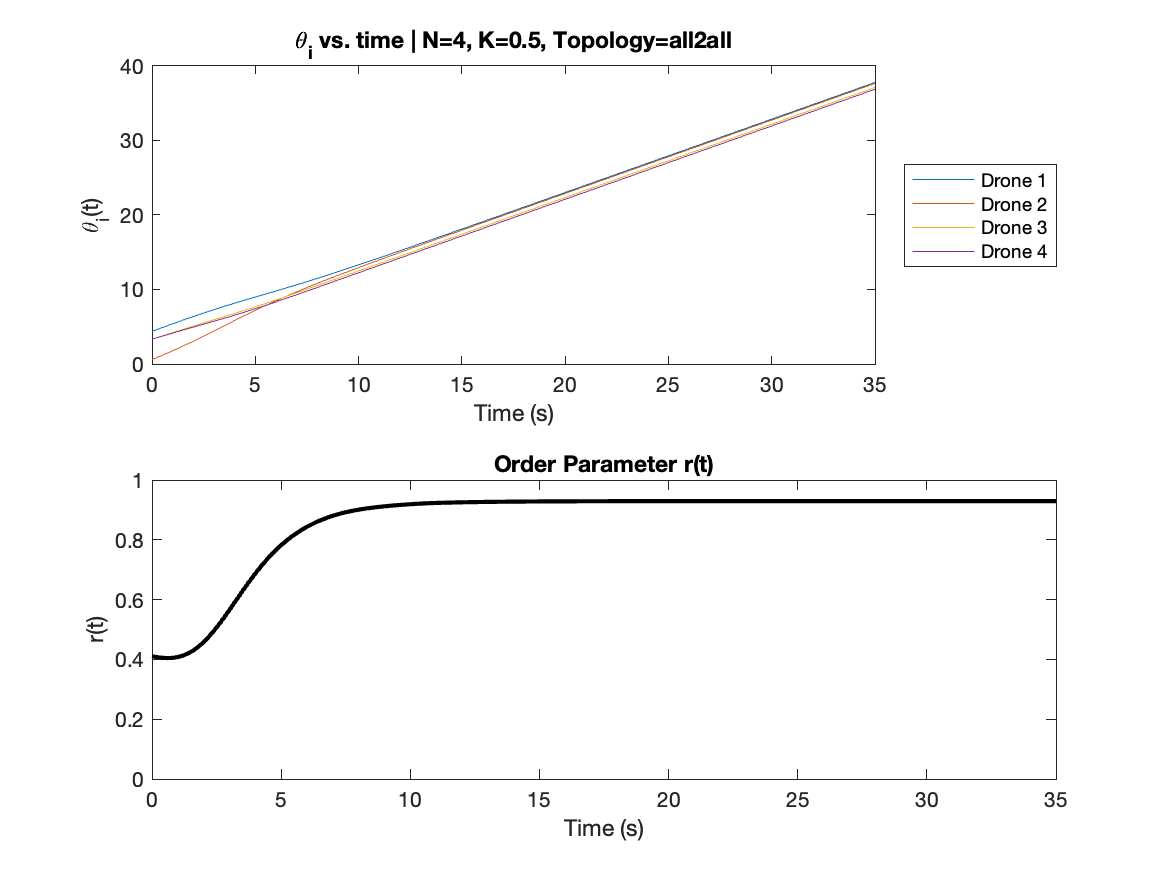 θi vs. time | N=4, K=0.5, Topology=all2all
40
30
20
10
0
θi(t)
0 5 10 15 20 25 30 35
Time (s)
Drone 1
Drone 2
Drone 3
Drone 4
Order Parameter r(t)
1
0.8
0.6
0.4
0.2
0
r(t)
0 5 10 15 20 25 30 35
Time (s)